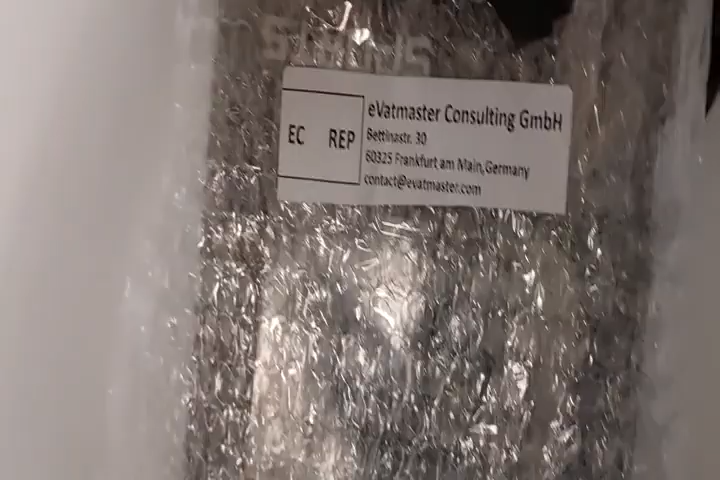 EC REP
eVatmaster Consulting GmbH
Bettinastr. 30
60325 Frankfurt am Main,Germany
contact@evatmaster.com